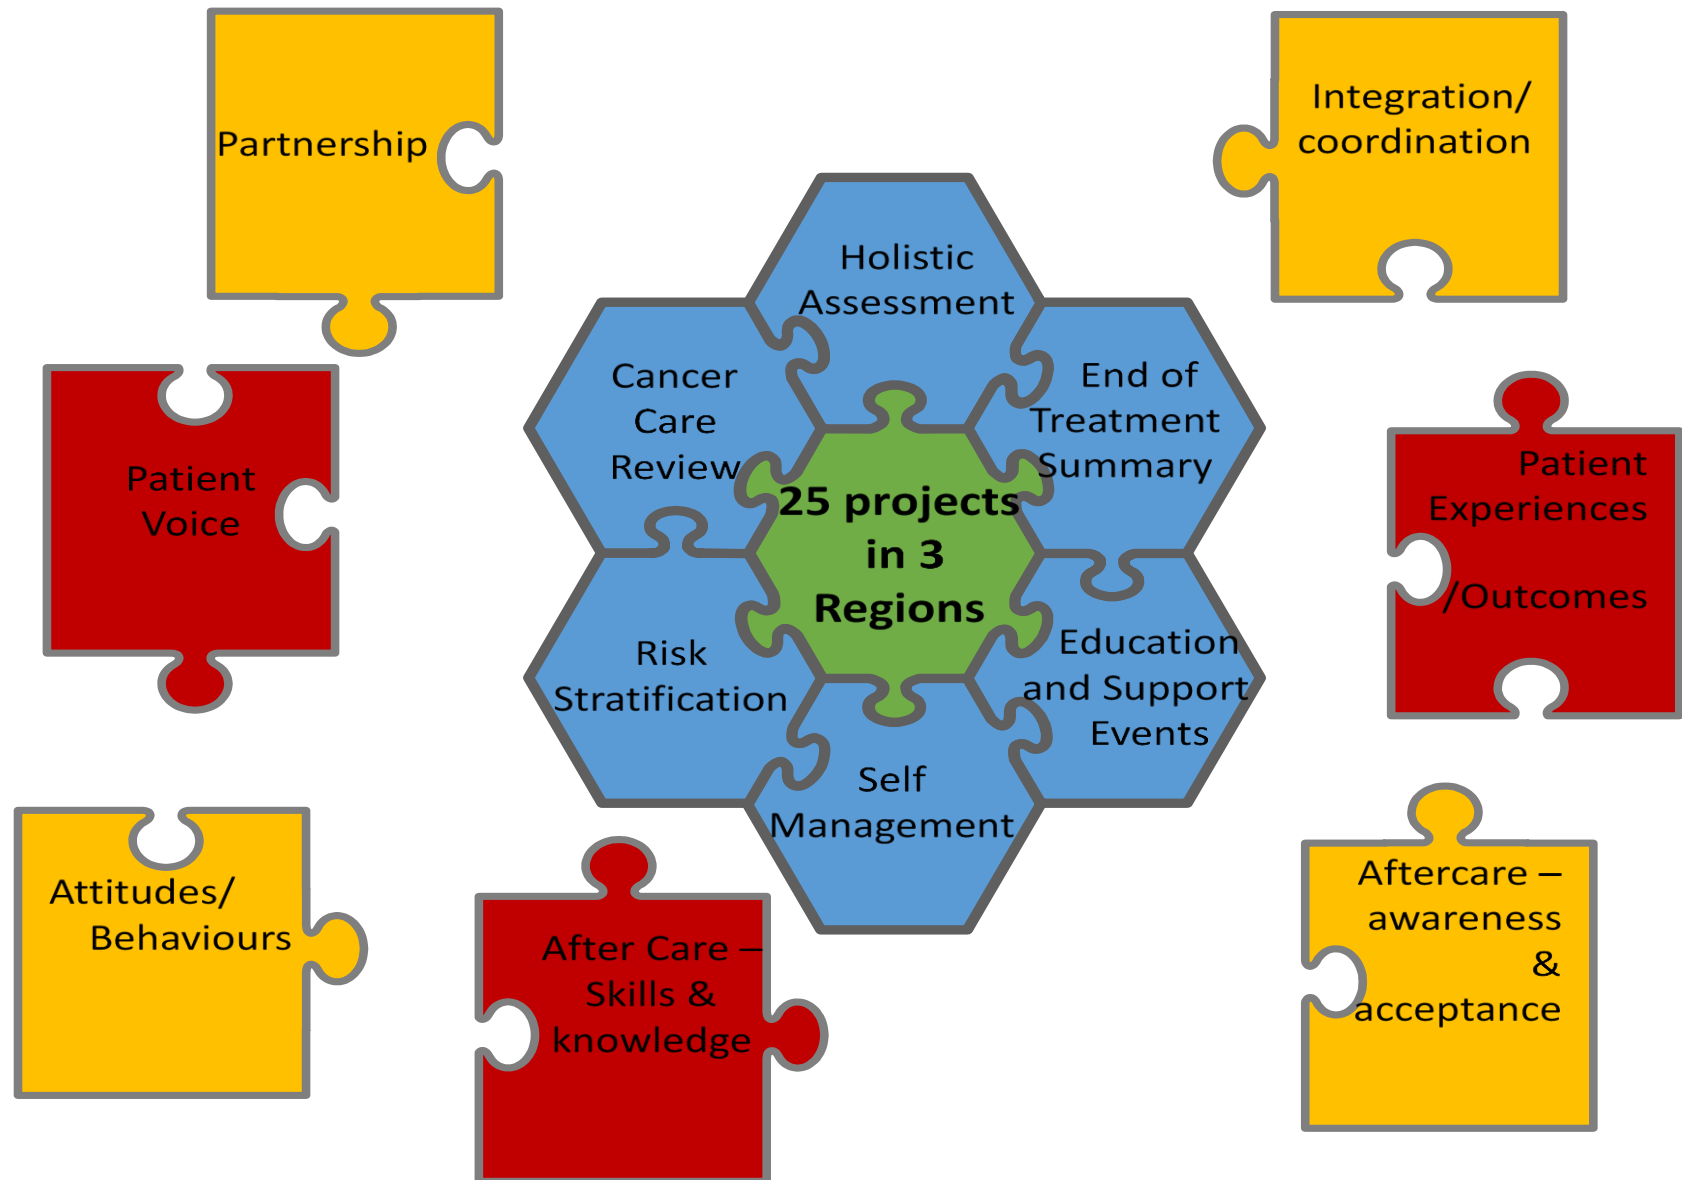 Partnership
Integration/
coordination
Holistic
Assessment
Cancer
Care
Review
End of
Treatment
Summary
Patient
Voice
25 projects
in 3
Regions
Patient
Experiences
/Outcomes
Risk
Stratification
Education
and Support
Events
Self
Management
Attitudes/
Behaviours
After Care –
Skills &
knowledge
Aftercare –
awareness
&
acceptance